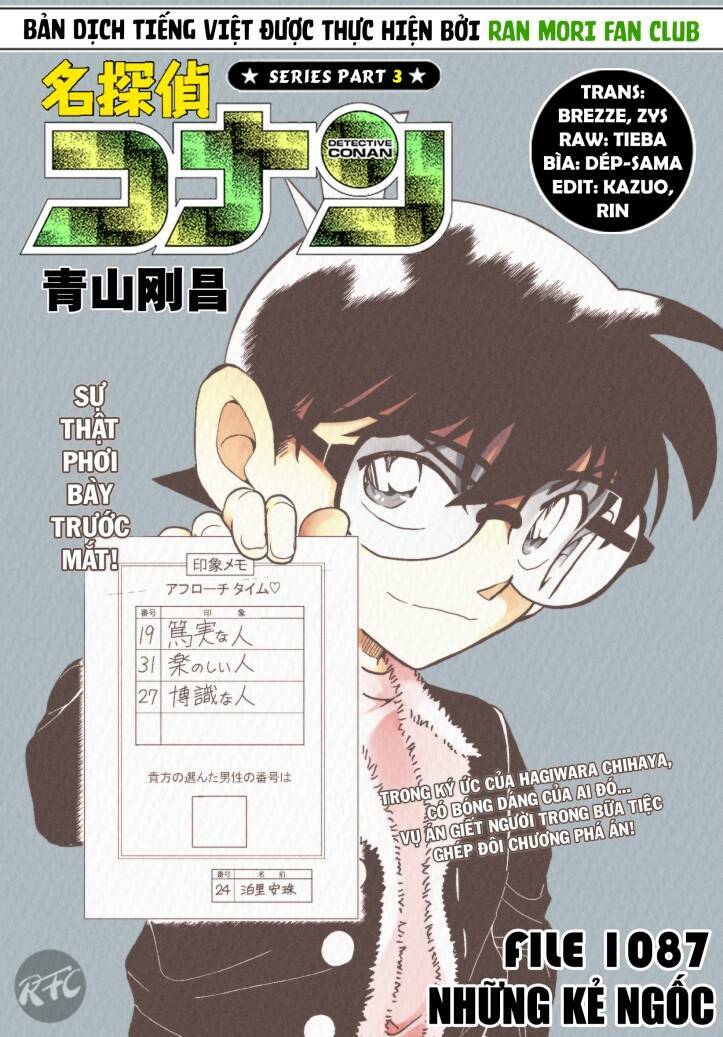 BẢN DỊCH TIẾNG VIỆT ĐƯỢC THỰC HIỆN BỞI RAN MORI FAN CLUB
★ SERIES PART 3 ★
名探偵
コナン
DETECTIVE
CONAN
青山剛昌
TRANS:
BREZZE, ZYS
RAW: TIEBA
BÌA: DÉP-SAMA
EDIT: KAZUO,
RIN
SỰ
THẬT
PHƠI
BÀY
TRƯỚC
MẮT!
印象メモ
アフローチ タイム♡
番号 印 象
19 篤実な人
31 楽のしい人
27 博識な人
貴方の選んだ男性の番号は
番号 名 前
24 泊里安珠
TRONG KÝ ỨC CỦA HAGIWARA CHIHAYA,
CÓ BÓNG DÁNG CỦA AI ĐÓ...
VỤ ÁN GIẾT NGƯỜI TRONG BỮA TIỆC
GHÉP ĐÔI CHƯƠNG PHÁ ÁN!
FILE 1087
NHỮNG KẺ NGỐC
RFC